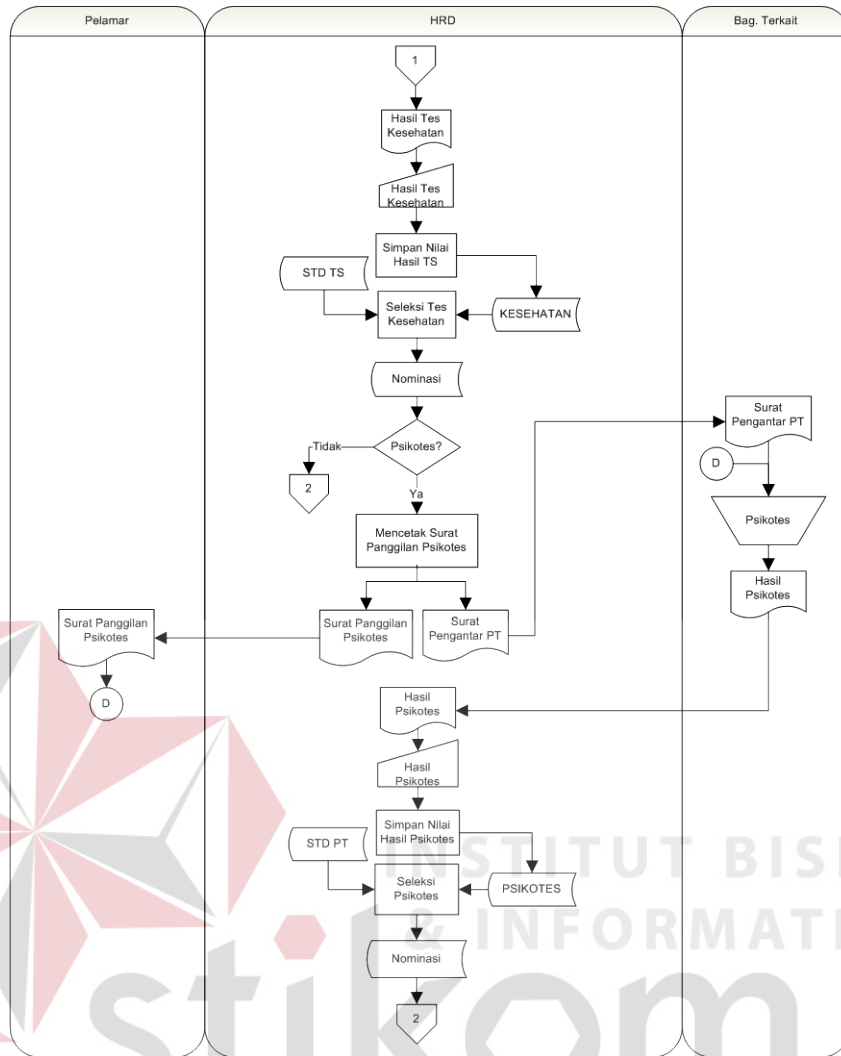 Pelamar
HRD
Bag. Terkait
1
Hasil Tes
Kesehatan
Hasil Tes
Kesehatan
Simpan Nilai
Hasil TS
STD TS
Seleksi Tes
Kesehatan
KESEHATAN
Nominasi
Psikotes?
Tidak
2
Ya
Surat
Pengantar PT
D
Psikotes
Hasil
Psikotes
Mencetak Surat
Panggilan Psikotes
Surat Panggilan
Psikotes
Surat Panggilan
Psikotes
Surat
Pengantar PT
D
Hasil
Psikotes
Hasil
Psikotes
Simpan Nilai
Hasil Psikotes
STD PT
Seleksi
Psikotes
PSIKOTES
Nominasi
2
INSTITUT BIS
& INFORMATI
stikom